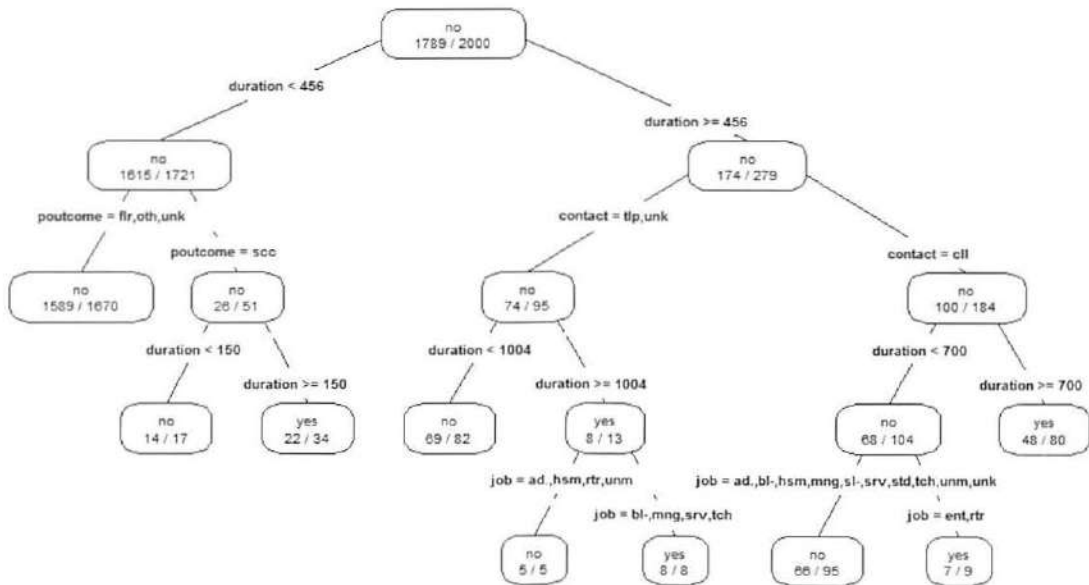 no
1789 / 2000
duration < 456
duration >= 456
no
1615 / 1721
no
174 / 279
poutcome = flr,oth,unk
contact = tlp,unk
poutcome = scc
contact = cll
no
1589 / 1670
no
26 / 51
no
74 / 95
no
100 / 184
duration < 150
duration < 1004
duration < 700
duration >= 150
duration >= 1004
duration >= 700
no
14 / 17
yes
22 / 34
no
69 / 82
yes
8 / 13
no
68 / 104
yes
48 / 80
job = ad.,hsm,rtr,unm
job = ad.,bl-,hsm,mng,sl-,srv,std,tch,unm,unk
job = bl-,mng,srv,tch
job = ent,rtr
no
5 / 5
yes
8 / 8
no
66 / 95
yes
7 / 9